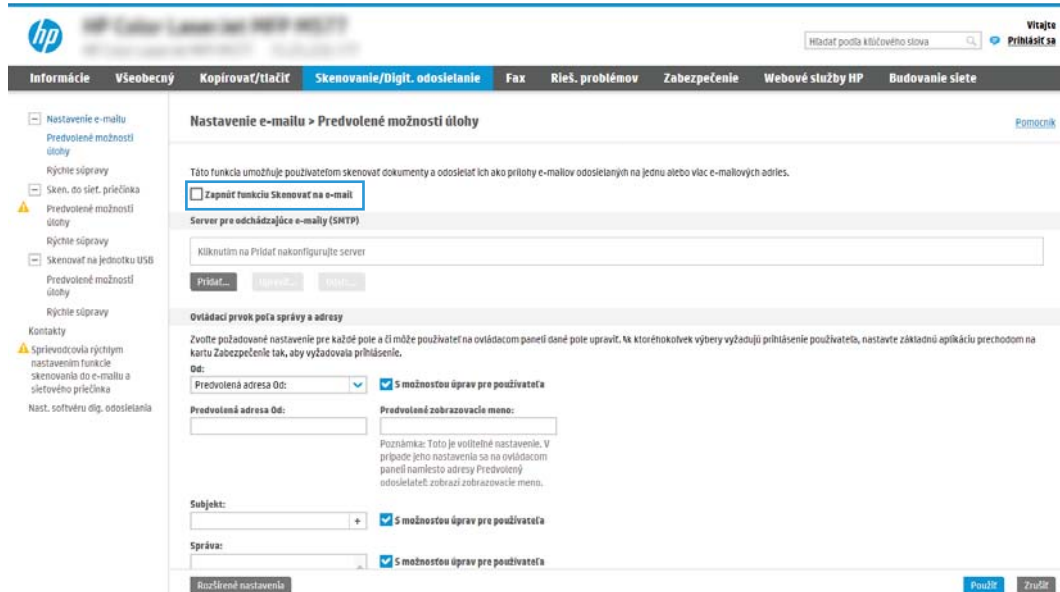 hp
Vitajte
Hľadať podľa kľúčového slova
Prihlásiť sa
Informácie Všeobecný Kopírovať/tlačiť Skenovanie/Digit. odosielanie Fax Rieš. problémov Zabezpečenie Webové služby HP Budovanie siete
Nastavenie e-mailu
Predvolené možnosti
úlohy
Rýchle súpravy
Sken. do sieť. priečinka
Predvolené možnosti
úlohy
Rýchle súpravy
Skenovať na jednotku USB
Predvolené možnosti
úlohy
Rýchle súpravy
Kontakty
Sprievodcovia rýchlym
nastavením funkcie
skenovania do e-mailu a
sieťového priečinka
Nast. softvéru dig. odosielania
Nastavenie e-mailu > Predvolené možnosti úlohy
Pomocník
Táto funkcia umožňuje používateľom skenovať dokumenty a odosielať ich ako prílohy e-mailov odosielaných na jednu alebo viac e-mailových adries.
Zapnúť funkciu Skenovať na e-mail
Server pre odchádzajúce e-maily (SMTP)
Kliknutím na Pridať nakonfigurujte server
Pridať...
Ovládací prvok poľa správy a adresy
Zvoľte požadované nastavenie pre každé pole a či môže používateľ na ovládacom paneli dané pole upraviť. Ak ktoréhokoľvek výbery vyžadujú prihlásenie používateľa, nastavte základnú aplikáciu prechodom na
kartu Zabezpečenie tak, aby vyžadovala prihlásenie.
Od:
Predvolená adresa Od:
S možnosťou úprav pre používateľa
Predvolená adresa Od:
Predvolené zobrazovacie meno:
Poznámka: Toto je voliteľné nastavenie. V
prípade jeho nastavenia sa na ovládacom
paneli namiesto adresy Predvolený
odosielateľ zobrazí zobrazovacie meno.
Subjekt:
+
S možnosťou úprav pre používateľa
Správa:
S možnosťou úprav pre používateľa
Rozšírené nastavenia
Použiť
Zrušiť